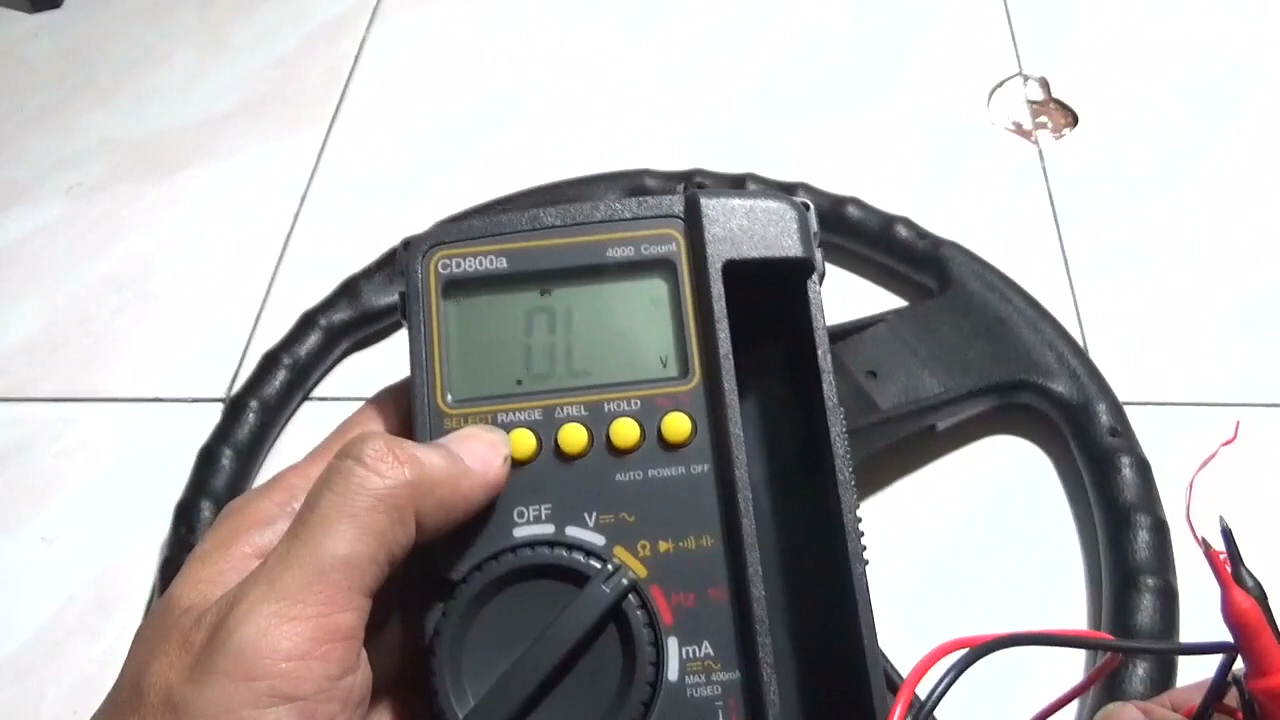 CD800a
4000 Count
OL
V
SELECT RANGE ΔREL HOLD
AUTO POWER OFF
OFF
V
Ω
Hz %
mA
MAX 400mA
FUSED